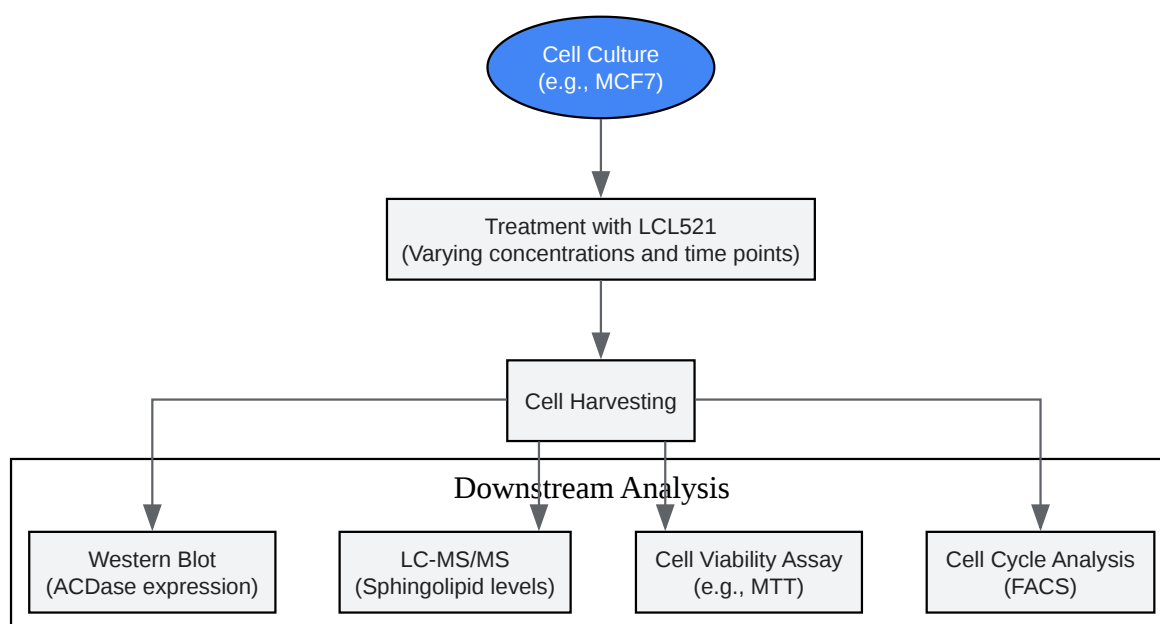 Cell Culture
(e.g., MCF7)
Treatment with LCL521
(Varying concentrations and time points)
Cell Harvesting
Downstream Analysis
Western Blot
(ACDase expression)
LC-MS/MS
(Sphingolipid levels)
Cell Viability Assay
(e.g., MTT)
Cell Cycle Analysis
(FACS)